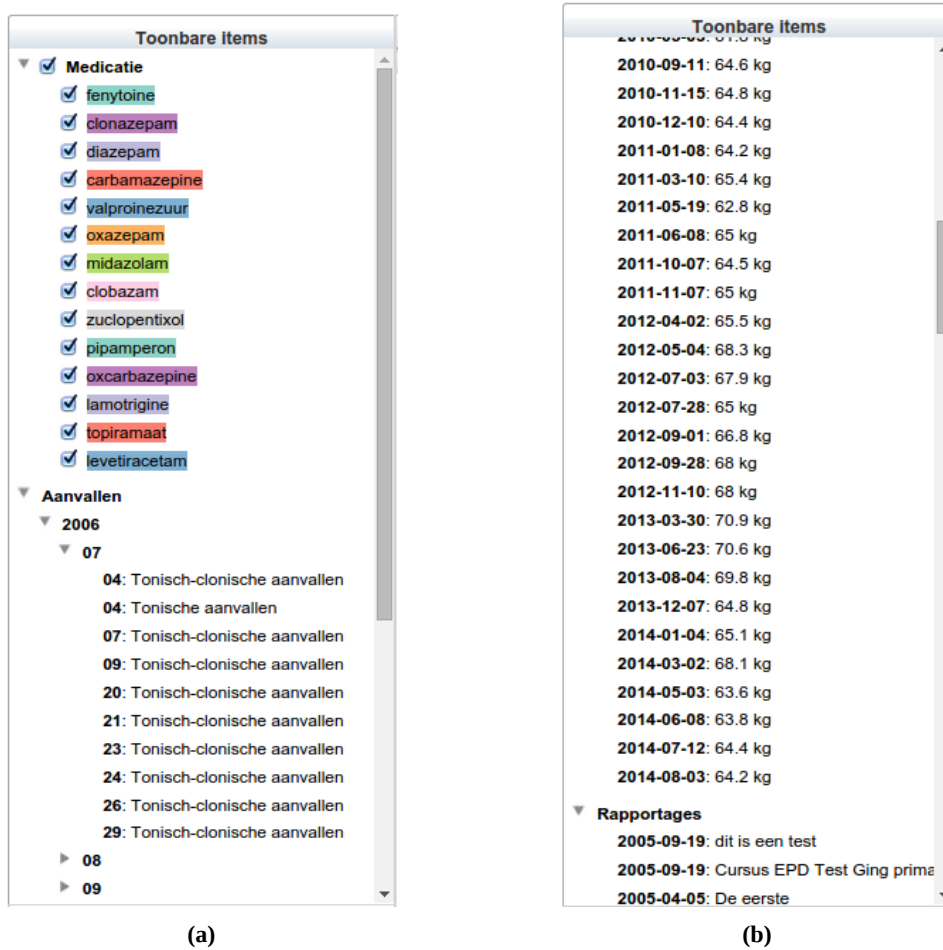 Toonbare items
Medicatie
fenytoine
clonazepam
diazepam
carbamazepine
valproinezuur
oxazepam
midazolam
clobazam
zuclopentixol
pipamperon
oxcarbazepine
lamotrigine
topiramaat
levetiracetam
Aanvallen
2006
07
04: Tonisch-clonische aanvallen
04: Tonische aanvallen
07: Tonisch-clonische aanvallen
09: Tonisch-clonische aanvallen
20: Tonisch-clonische aanvallen
21: Tonisch-clonische aanvallen
23: Tonisch-clonische aanvallen
24: Tonisch-clonische aanvallen
26: Tonisch-clonische aanvallen
29: Tonisch-clonische aanvallen
08
09
(a)
Toonbare items
2010-09-11: 64.6 kg
2010-11-15: 64.8 kg
2010-12-10: 64.4 kg
2011-01-08: 64.2 kg
2011-03-10: 65.4 kg
2011-05-19: 62.8 kg
2011-06-08: 65 kg
2011-10-07: 64.5 kg
2011-11-07: 65 kg
2012-04-02: 65.5 kg
2012-05-04: 68.3 kg
2012-07-03: 67.9 kg
2012-07-28: 65 kg
2012-09-01: 66.8 kg
2012-09-28: 68 kg
2012-11-10: 68 kg
2013-03-30: 70.9 kg
2013-06-23: 70.6 kg
2013-08-04: 69.8 kg
2013-12-07: 64.8 kg
2014-01-04: 65.1 kg
2014-03-02: 68.1 kg
2014-05-03: 63.6 kg
2014-06-08: 63.8 kg
2014-07-12: 64.4 kg
2014-08-03: 64.2 kg
Rapportages
2005-09-19: dit is een test
2005-09-19: Cursus EPD Test Ging prima
2005-04-05: De eerste
(b)